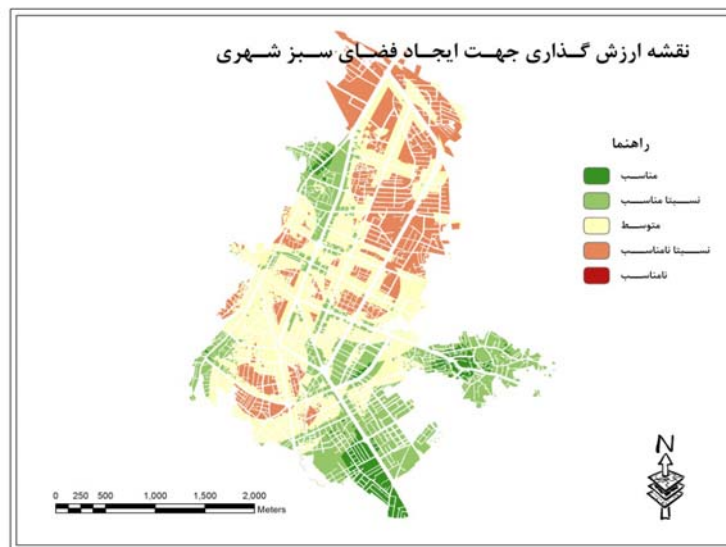 نقشه ارزش گذاری جهت ایجاد فضای سبز شهری
راهنما
مناسب
نسبتا مناسب
متوسط
نسبتا نامناسب
نامناسب
N
0 250 500 1,000 1,500 2,000
Meters